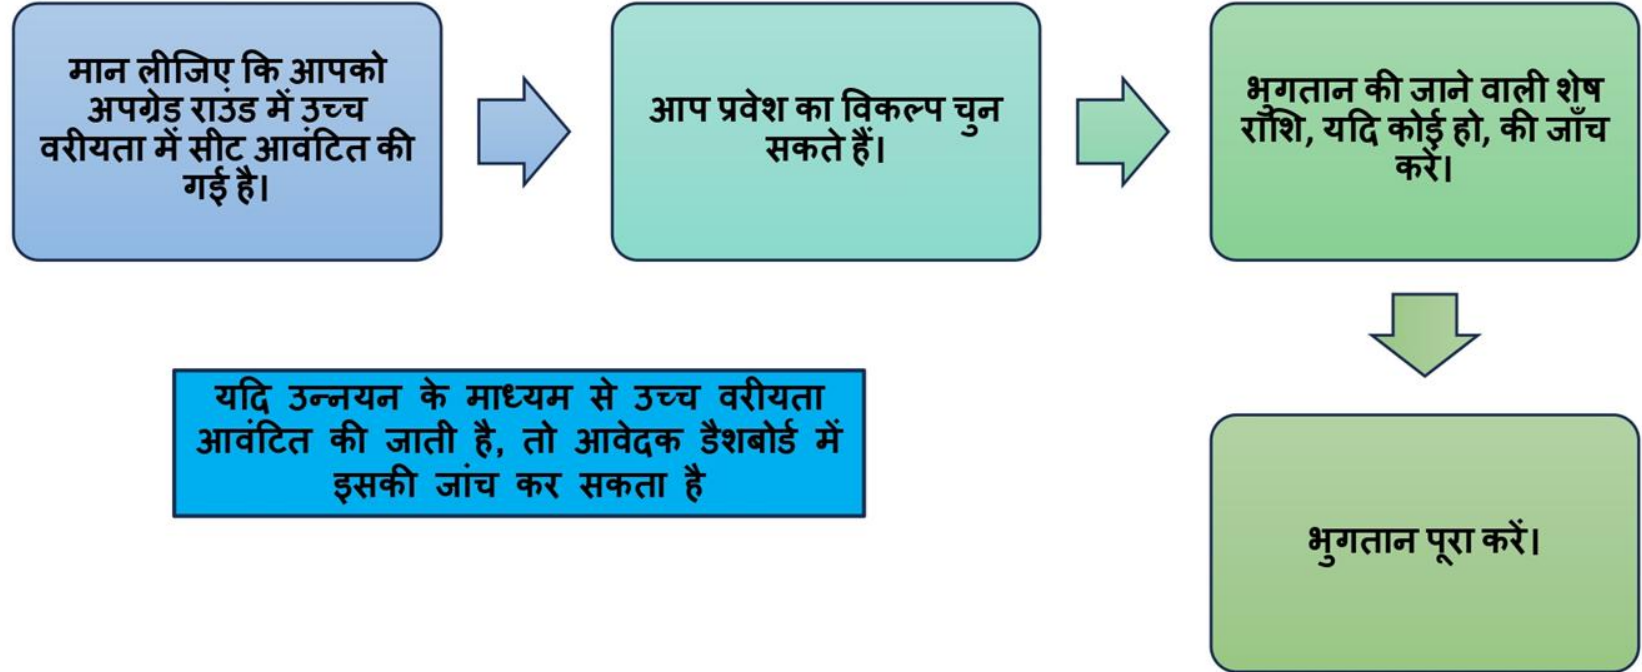 मान लीजिए कि आपको
अपग्रेड राउंड में उच्च
वरीयता में सीट आवंटित की
गई है।
आप प्रवेश का विकल्प चुन
सकते हैं।
भुगतान की जाने वाली शेष
राशि, यदि कोई हो, की जाँच
करें।
यदि उन्नयन के माध्यम से उच्च वरीयता
आवंटित की जाती है, तो आवेदक डैशबोर्ड में
इसकी जांच कर सकता है
भुगतान पूरा करें।